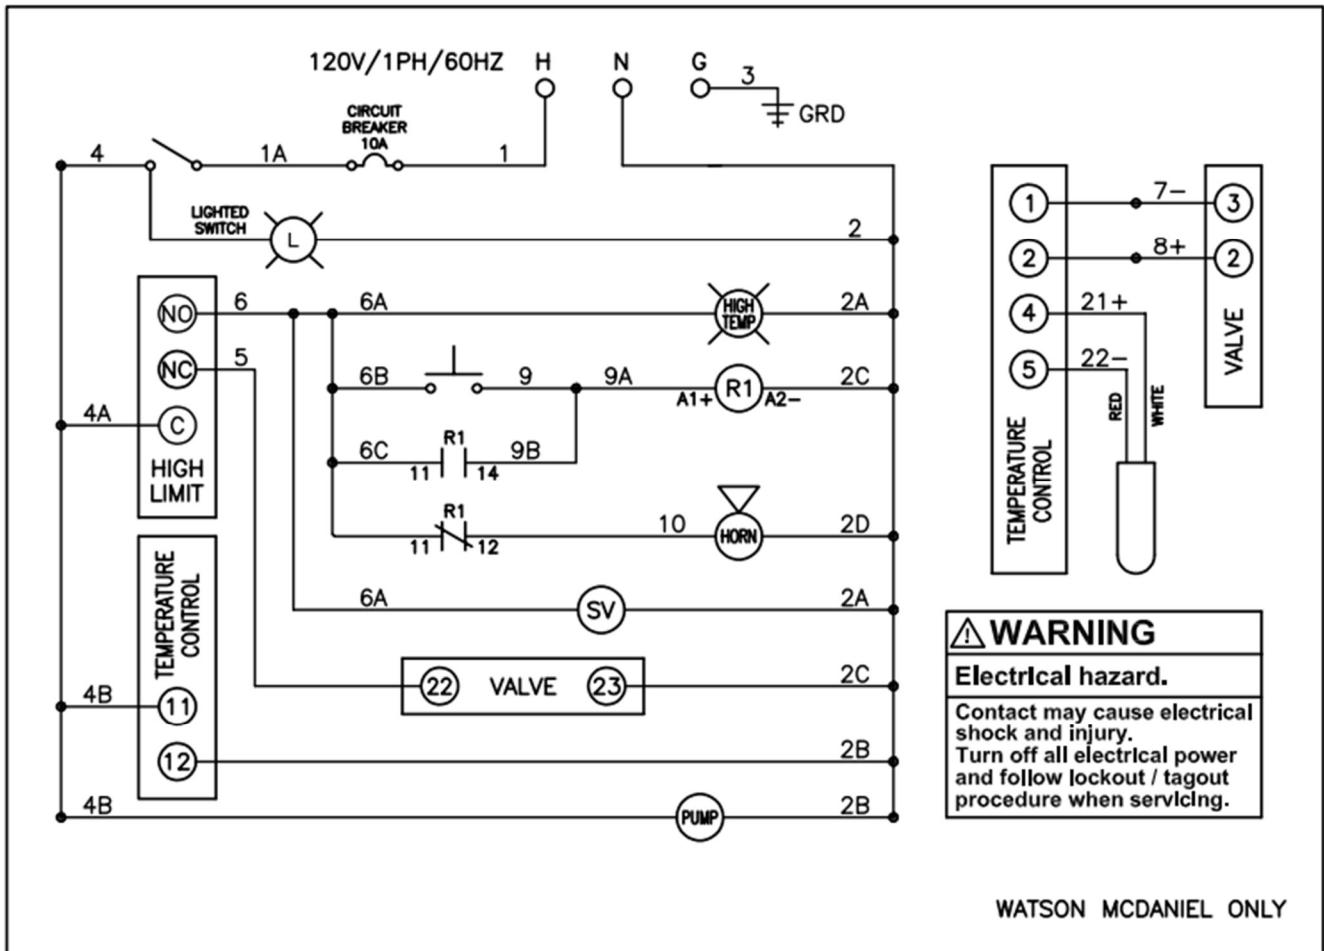 120V/1PH/60HZ H N G
3
GRD
CIRCUIT
BREAKER
10A
4 1A 1
LIGHTED
SWITCH
L 2
NO 6 6A HIGH
TEMP 2A
NC 5
6B 9 9A A1+ R1 A2- 2C
4A C
HIGH
LIMIT
6C R1 9B
11 14
R1 10 HORN 2D
11 12
6A SV 2A
TEMPERATURE
CONTROL
22 VALVE 23 2C
4B 11
12 2B
4B PUMP 2B
1 7- 3
2 8+ 2
4 21+
5 22-
VALVE
RED
WHITE
TEMPERATURE
CONTROL
⚠ WARNING
Electrical hazard.
Contact may cause electrical
shock and injury.
Turn off all electrical power
and follow lockout / tagout
procedure when servicing.
WATSON MCDANIEL ONLY